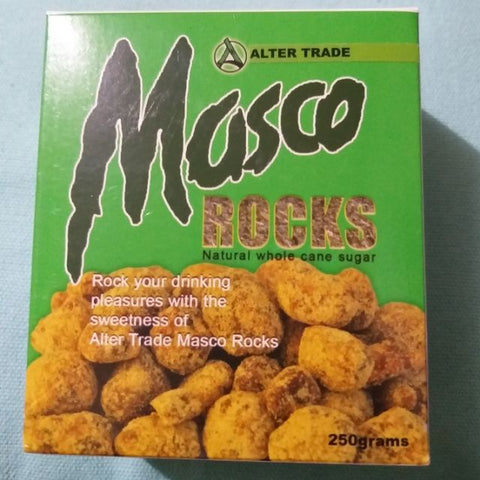 ALTER TRADE
Masco
ROCKS
Natural whole cane sugar
Rock your drinking
pleasures with the
sweetness of
Alter Trade Masco Rocks
250grams